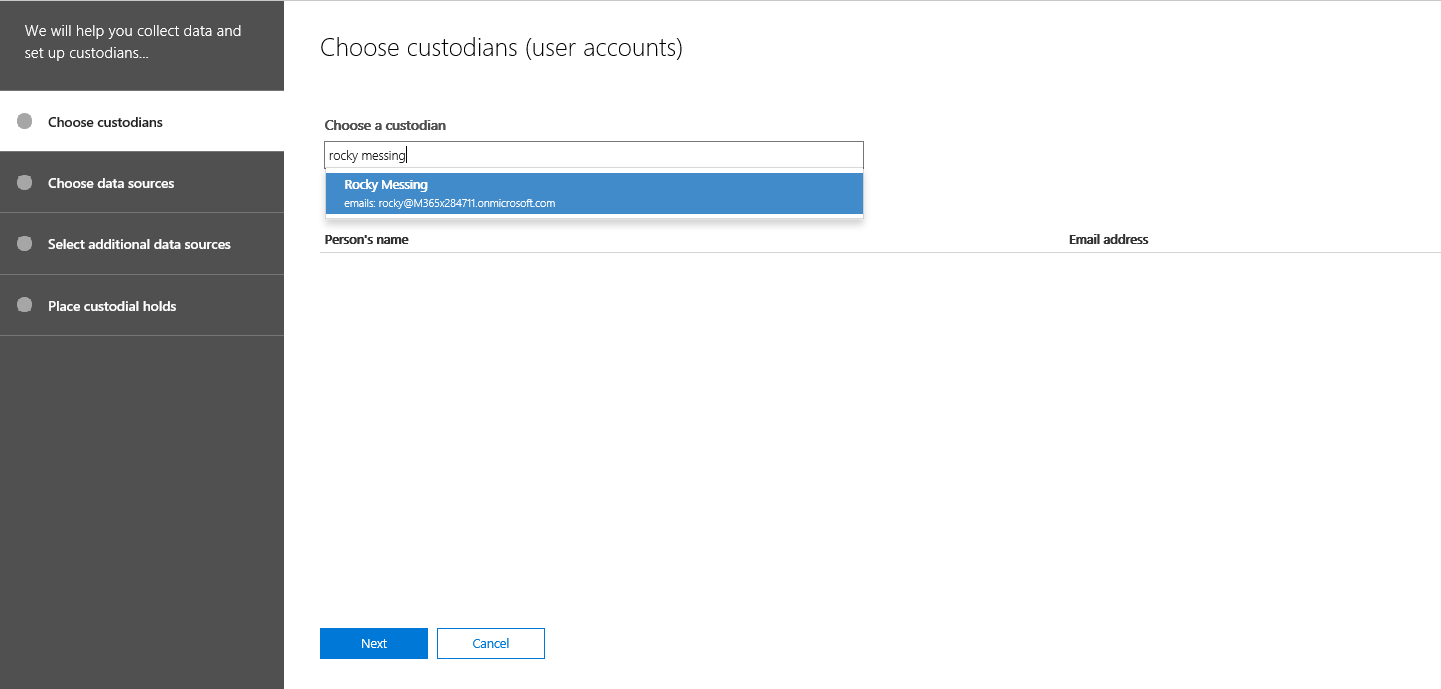 We will help you collect data and
set up custodians...
Choose custodians
Choose data sources
Select additional data sources
Place custodial holds
Choose custodians (user accounts)
Choose a custodian
rocky messing
Rocky Messing
emails: rocky@M365x284711.onmicrosoft.com
Person's name Email address
Next Cancel